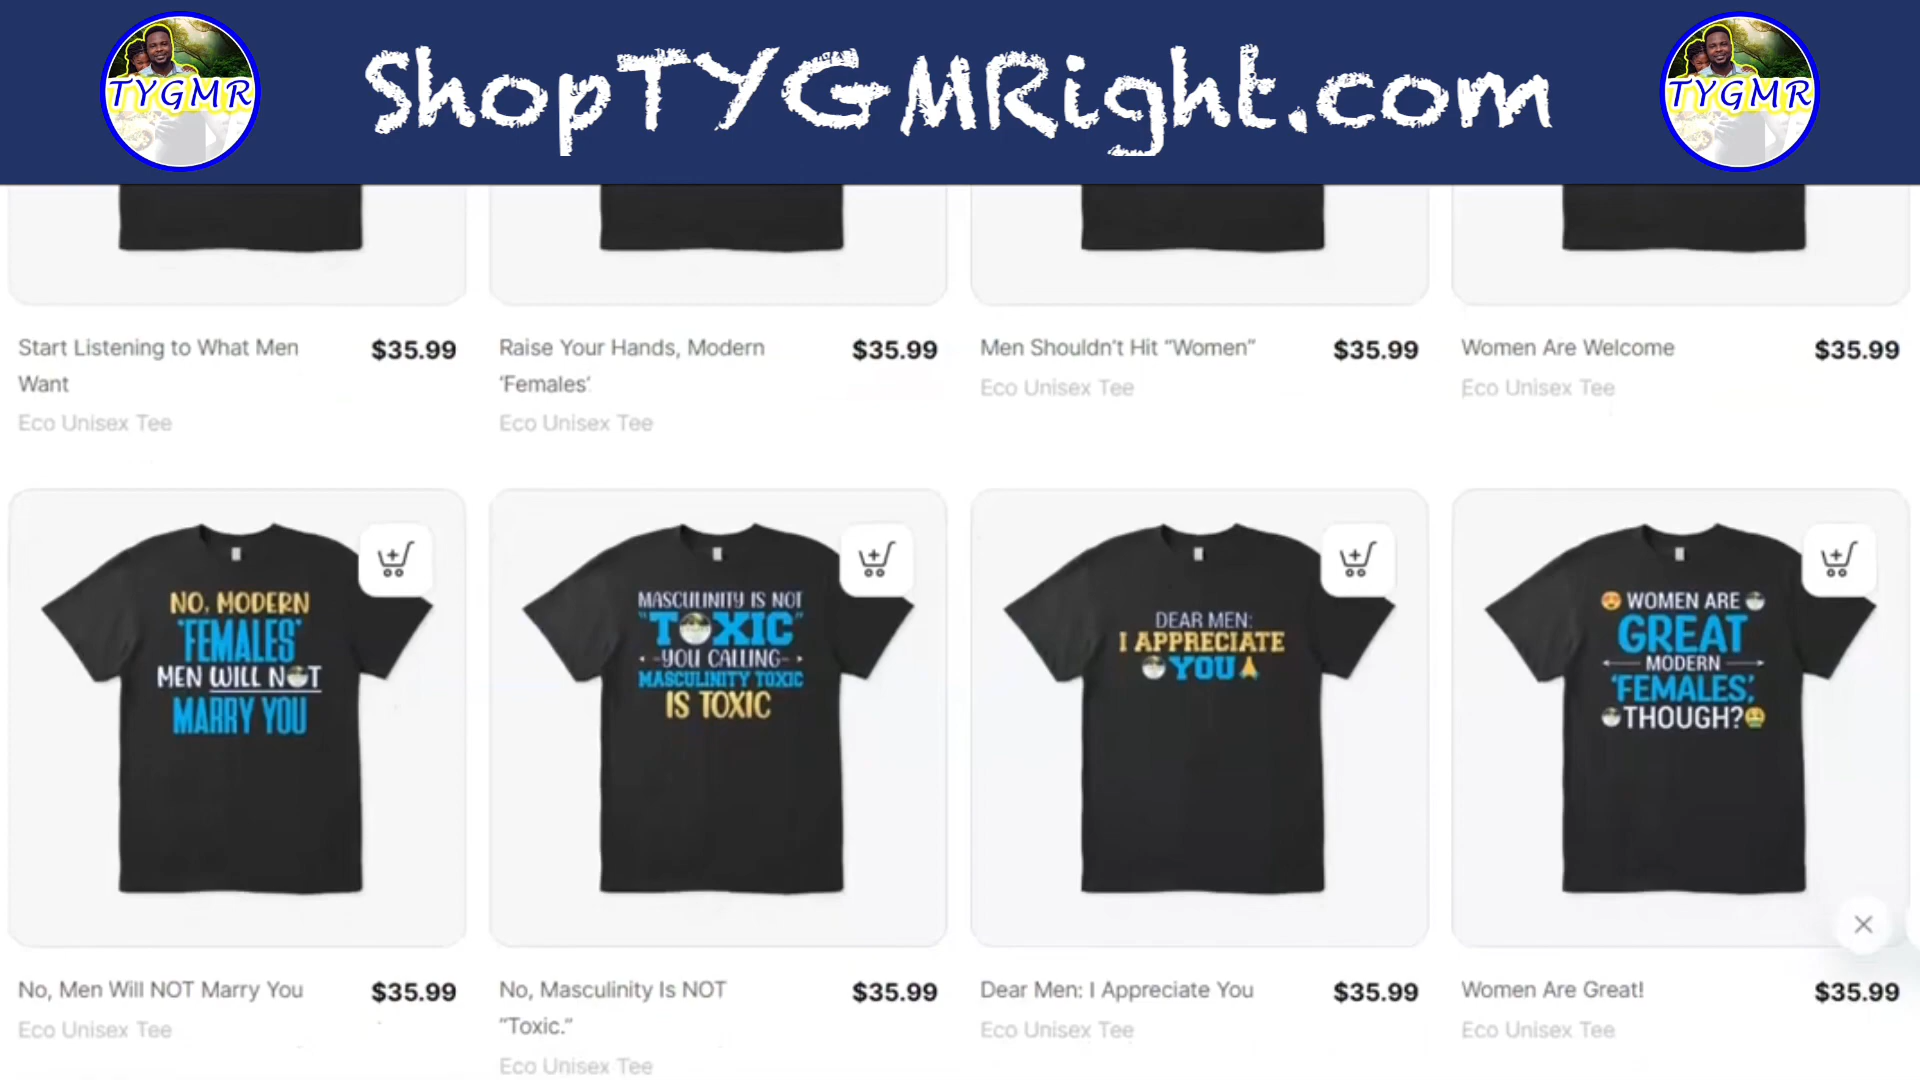 TYGMR
ShopTYGMRight.com
TYGMR
Start Listening to What Men
Want
$35.99
Eco Unisex Tee
Raise Your Hands, Modern
‘Females’
$35.99
Eco Unisex Tee
Men Shouldn’t Hit “Women”
$35.99
Eco Unisex Tee
Women Are Welcome
$35.99
Eco Unisex Tee
NO, MODERN
‘FEMALES’
MEN WILL NOT
MARRY YOU
MASCULINITY IS NOT
“TOXIC”
-YOU CALLING-
MASCULINITY TOXIC
IS TOXIC
DEAR MEN:
I APPRECIATE
YOU
WOMEN ARE
GREAT
MODERN
‘FEMALES’,
THOUGH?
No, Men Will NOT Marry You
$35.99
Eco Unisex Tee
No, Masculinity Is NOT
“Toxic.”
$35.99
Eco Unisex Tee
Dear Men: I Appreciate You
$35.99
Eco Unisex Tee
Women Are Great!
$35.99
Eco Unisex Tee